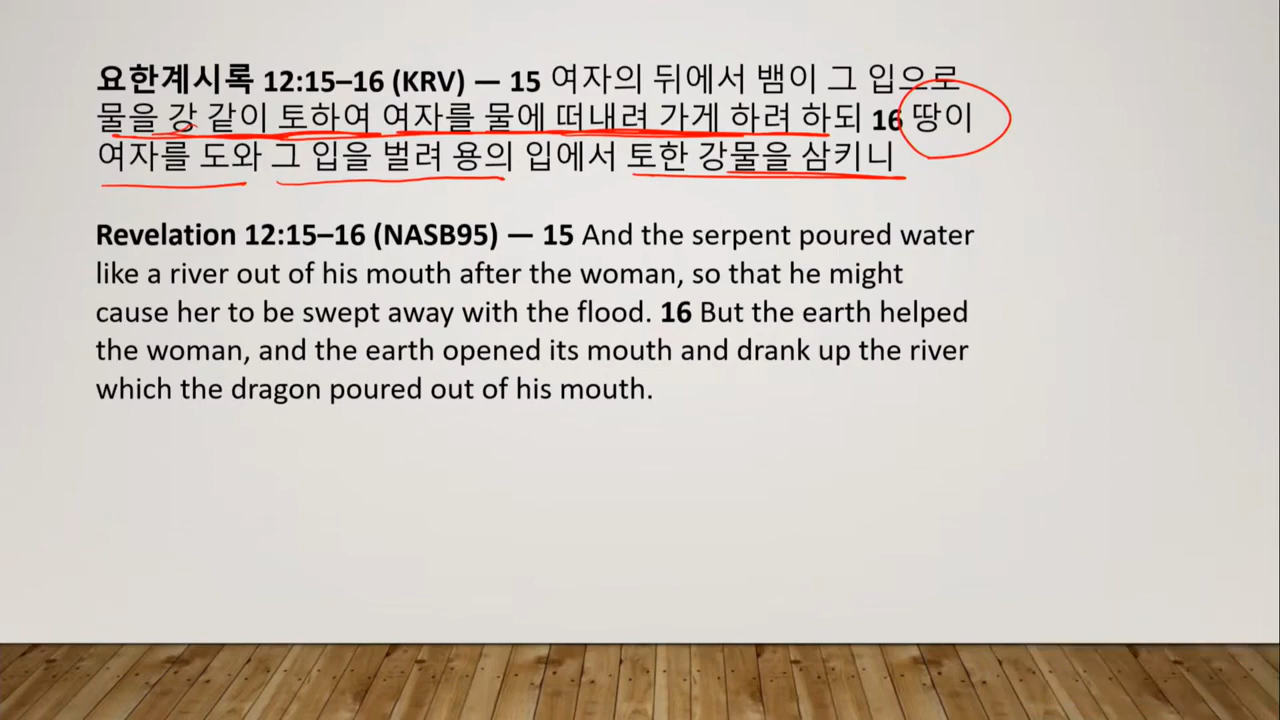 요한계시록 12:15–16 (KRV) — 15 여자의 뒤에서 뱀이 그 입으로
물을 강 같이 토하여 여자를 물에 떠내려 가게 하려 하되 16 땅이
여자를 도와 그 입을 벌려 용의 입에서 토한 강물을 삼키니
Revelation 12:15–16 (NASB95) — 15 And the serpent poured water
like a river out of his mouth after the woman, so that he might
cause her to be swept away with the flood. 16 But the earth helped
the woman, and the earth opened its mouth and drank up the river
which the dragon poured out of his mouth.